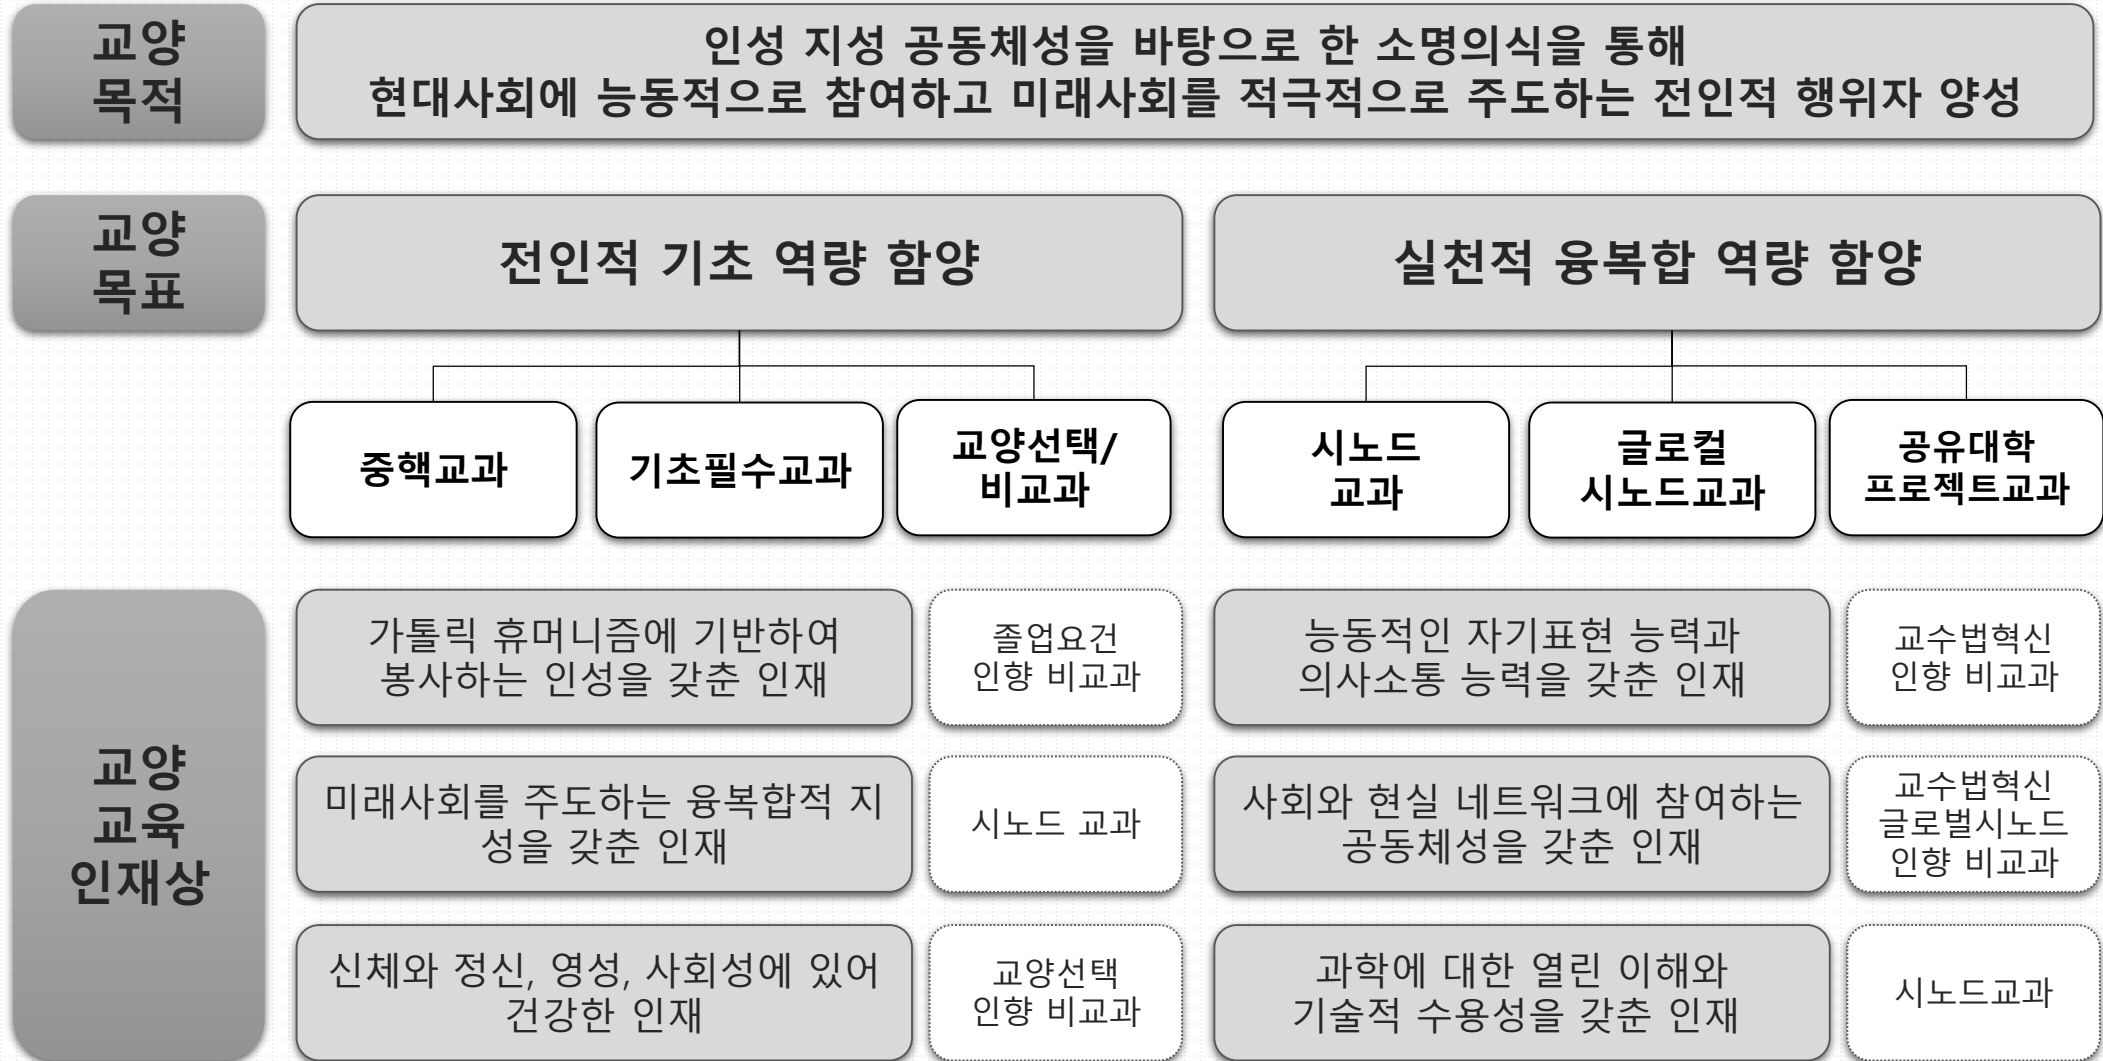 교양
목적
인성 지성 공동체성을 바탕으로 한 소명의식을 통해
현대사회에 능동적으로 참여하고 미래사회를 적극적으로 주도하는 전인적 행위자 양성
교양
목표
전인적 기초 역량 함양
실천적 융복합 역량 함양
중핵교과
기초필수교과
교양선택/
비교과
시노드
교과
글로컬
시노드교과
공유대학
프로젝트교과
교양
교육
인재상
가톨릭 휴머니즘에 기반하여
봉사하는 인성을 갖춘 인재
졸업요건
인향 비교과
능동적인 자기표현 능력과
의사소통 능력을 갖춘 인재
교수법혁신
인향 비교과
미래사회를 주도하는 융복합적 지
성을 갖춘 인재
시노드 교과
사회와 현실 네트워크에 참여하는
공동체성을 갖춘 인재
교수법혁신
글로벌시노드
인향 비교과
신체와 정신, 영성, 사회성에 있어
건강한 인재
교양선택
인향 비교과
과학에 대한 열린 이해와
기술적 수용성을 갖춘 인재
시노드교과